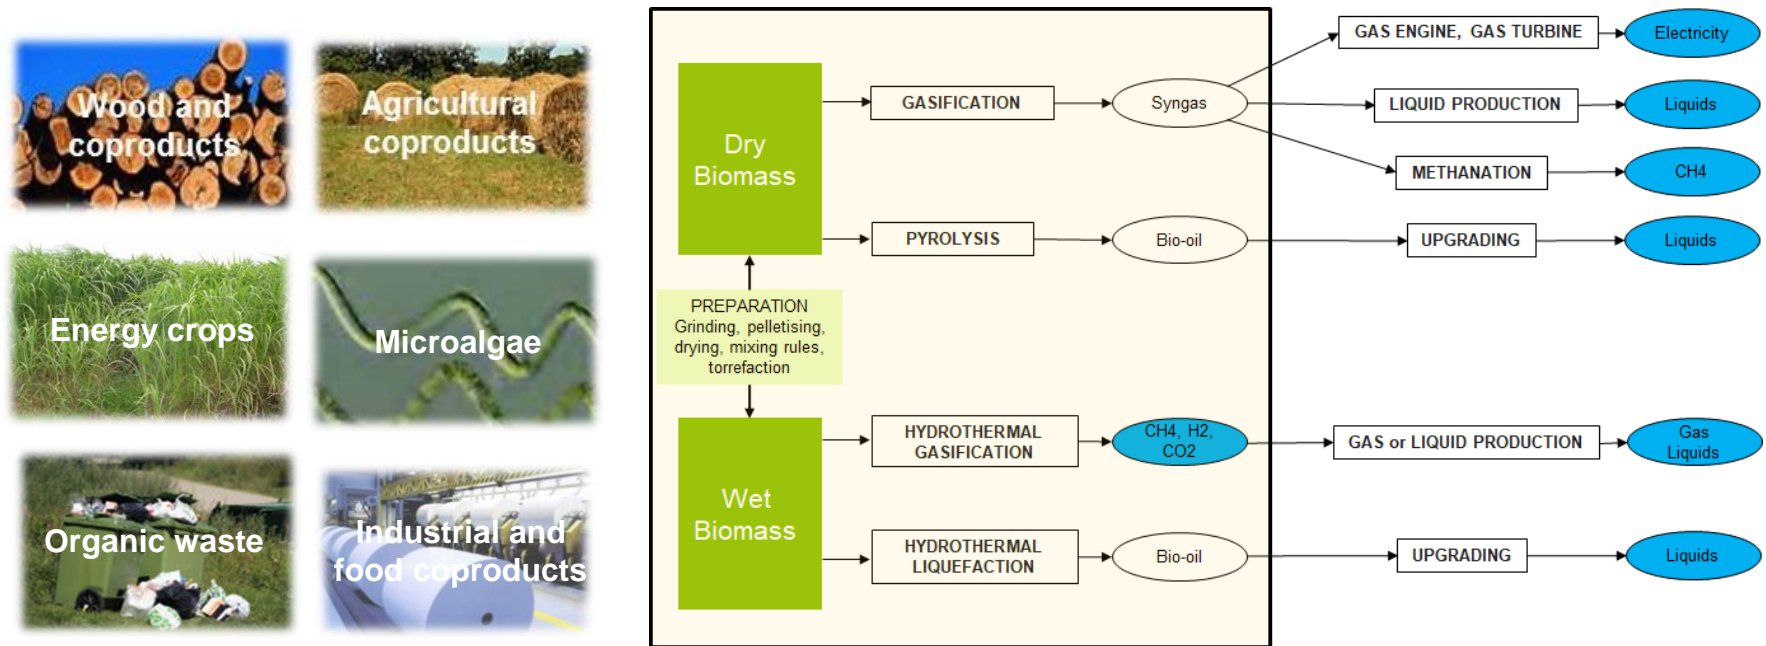 Wood and
coproducts
Agricultural
coproducts
Energy crops
Microalgae
Organic waste
Industrial and
food coproducts
Dry
Biomass
GASIFICATION
Syngas
GAS ENGINE, GAS TURBINE
Electricity
LIQUID PRODUCTION
Liquids
METHANATION
CH4
PYROLYSIS
Bio-oil
UPGRADING
Liquids
PREPARATION
Grinding, pelletising,
drying, mixing rules,
torrefaction
Wet
Biomass
HYDROTHERMAL
GASIFICATION
CH4, H2,
CO2
GAS or LIQUID PRODUCTION
Gas
Liquids
HYDROTHERMAL
LIQUEFACTION
Bio-oil
UPGRADING
Liquids